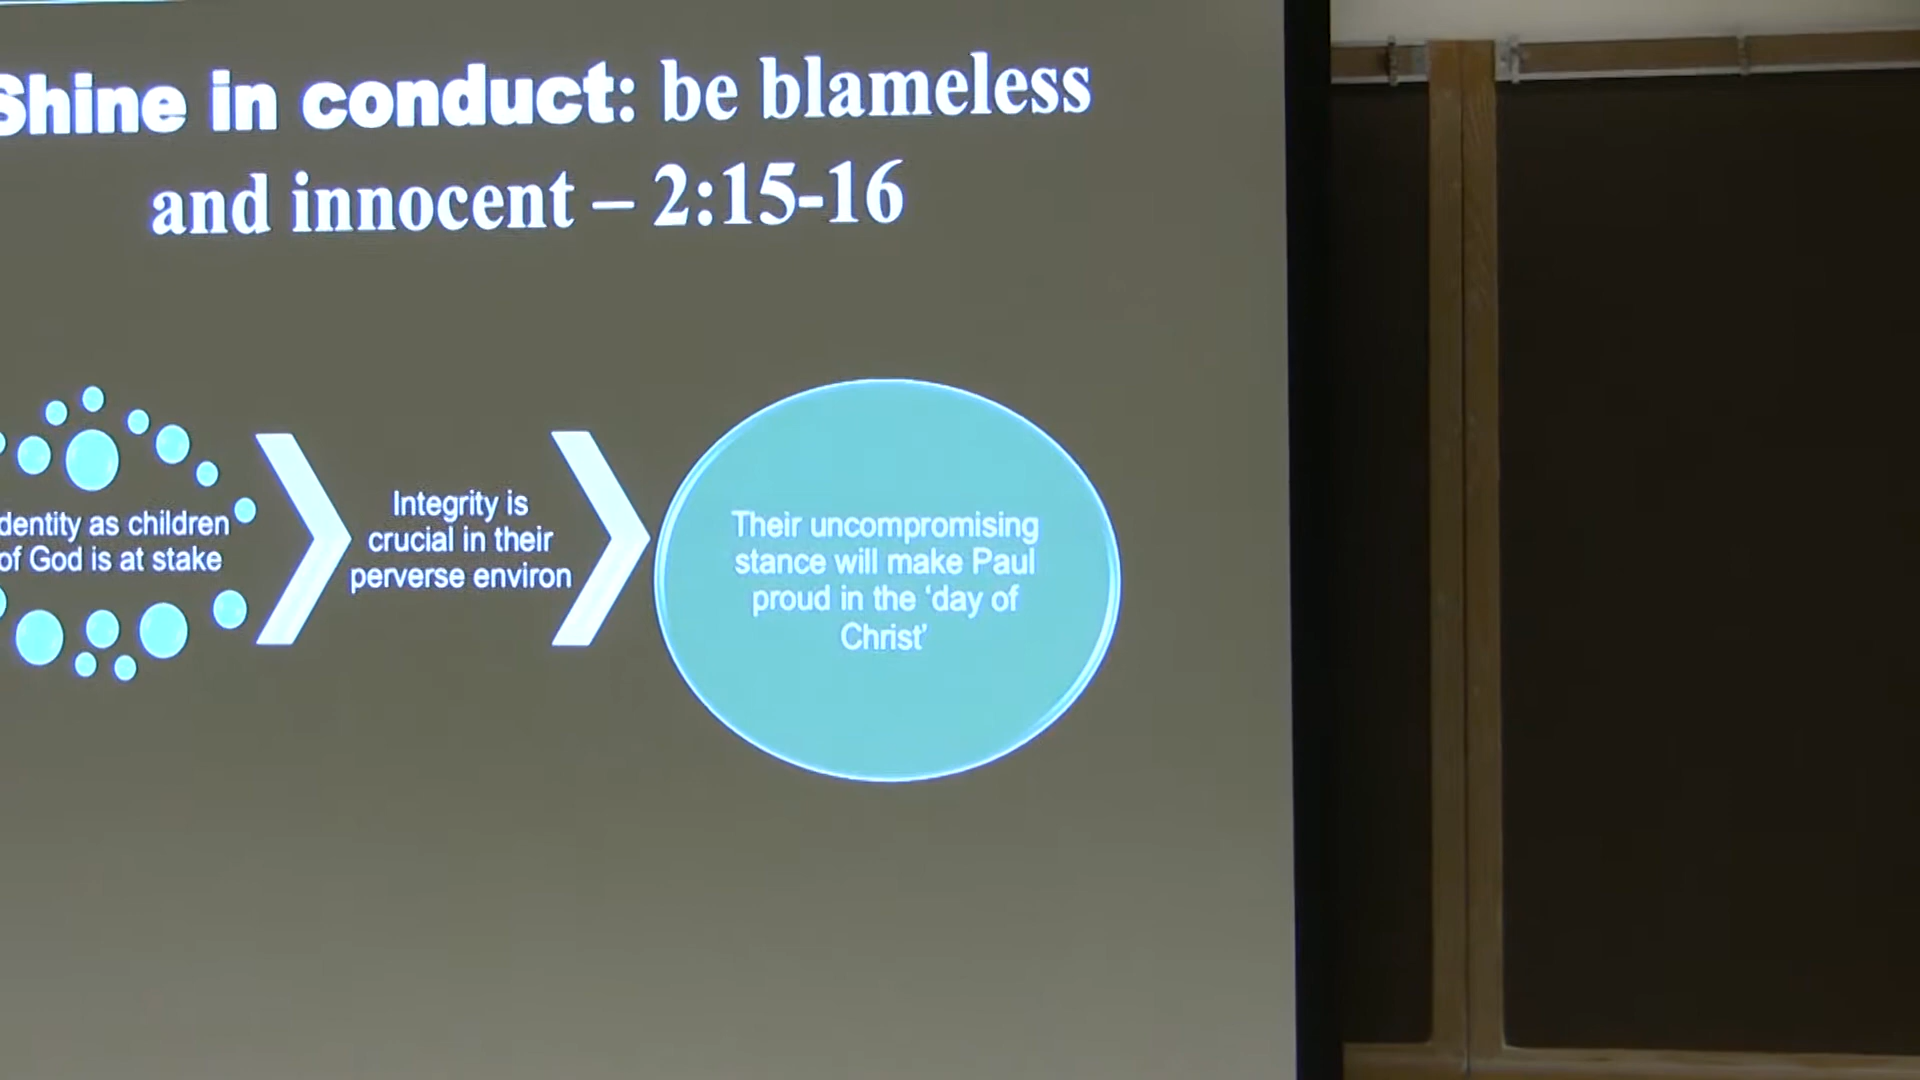 Shine in conduct: be blameless
and innocent – 2:15-16
dentity as children
of God is at stake
Integrity is
crucial in their
perverse environ
Their uncompromising
stance will make Paul
proud in the ‘day of
Christ’